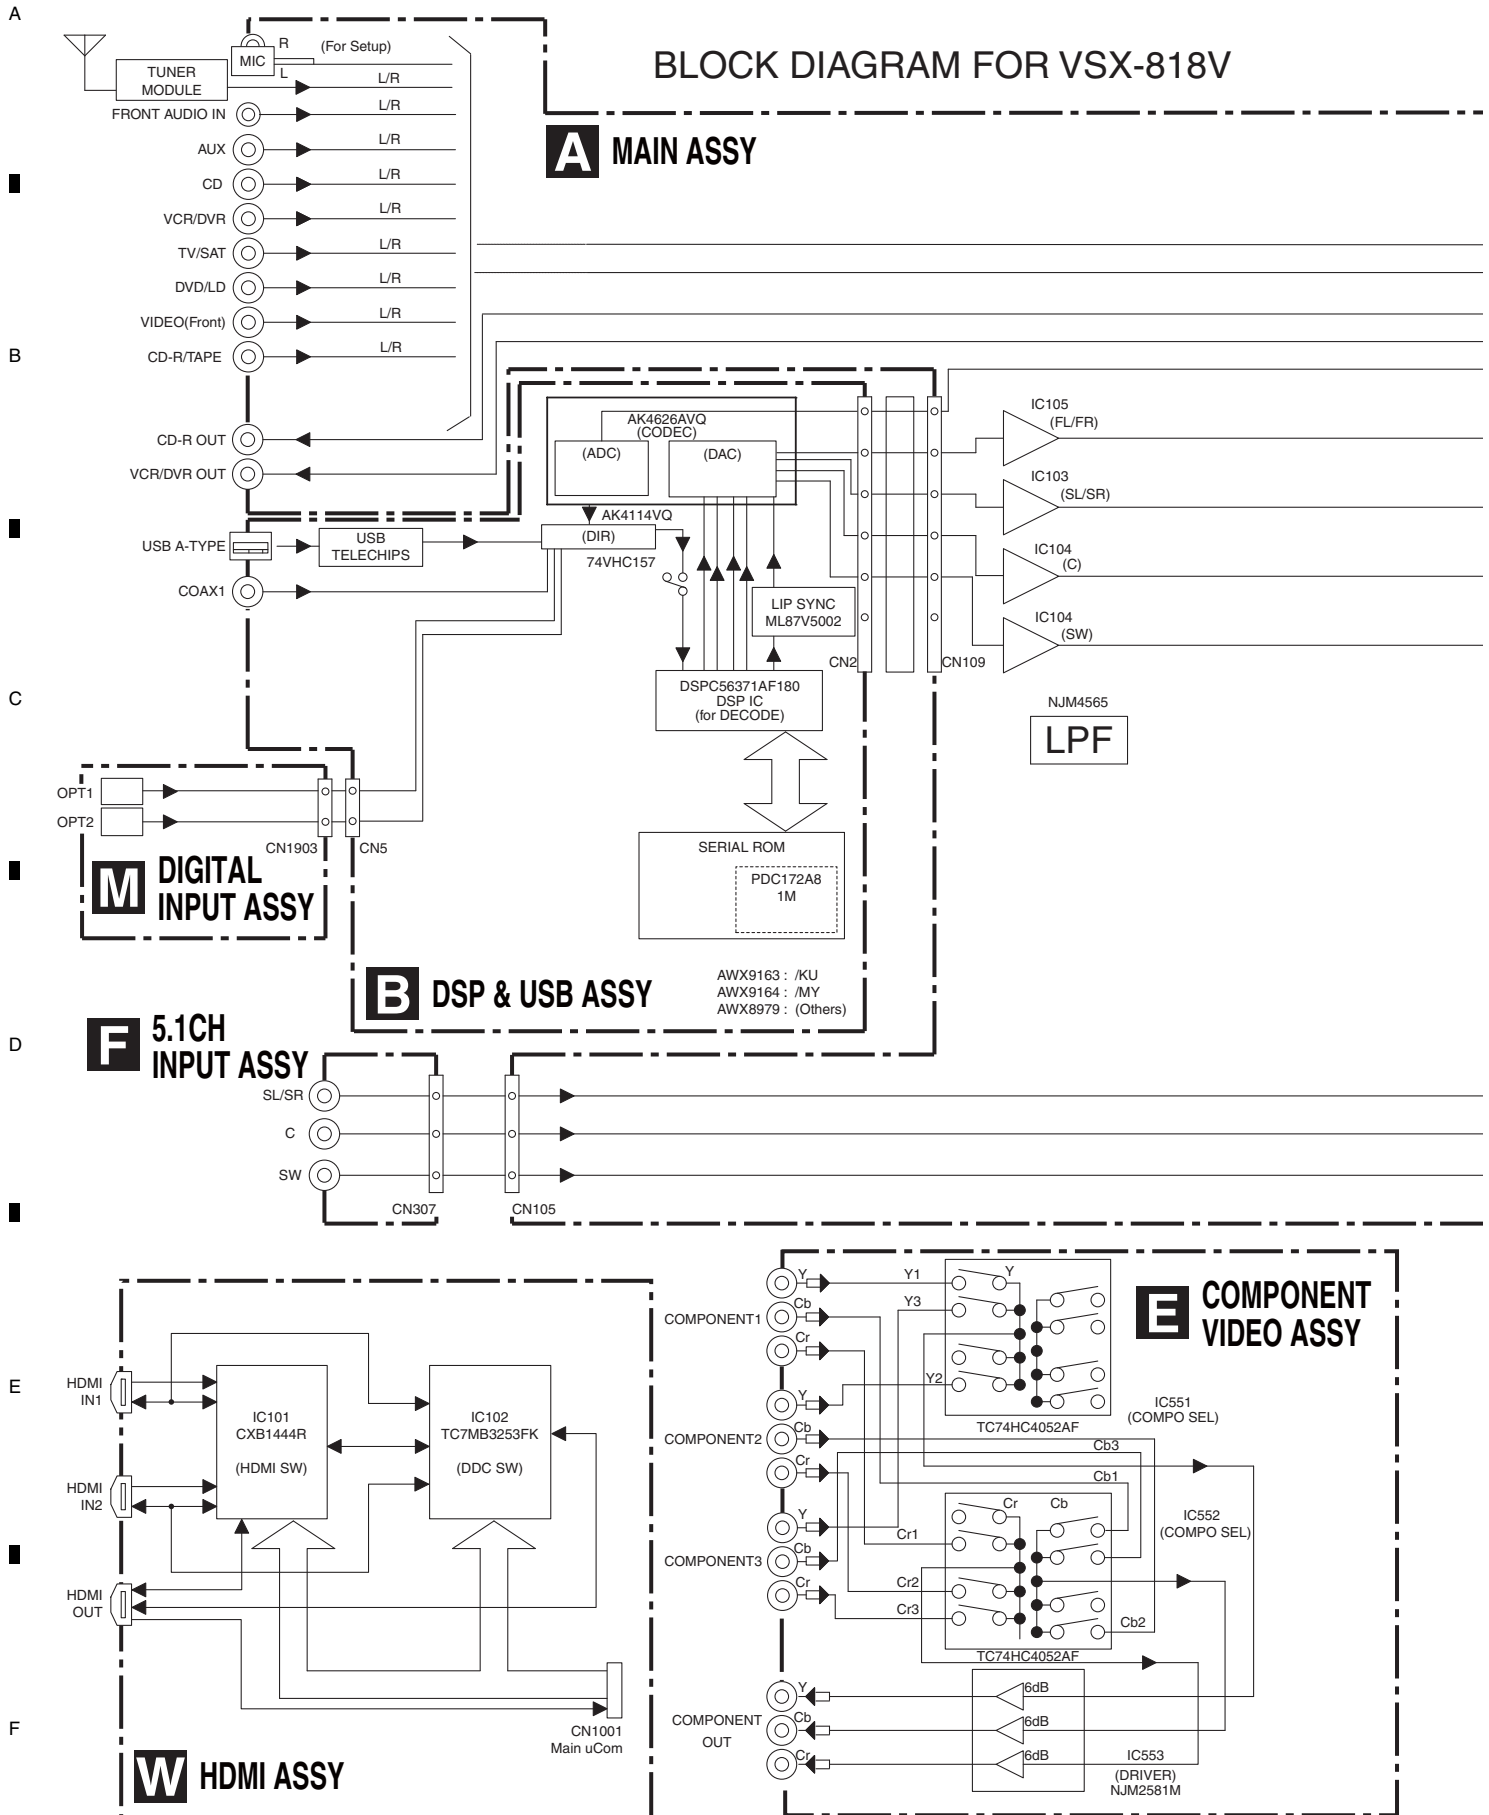 A
BLOCK DIAGRAM FOR VSX-818V
R
(For Setup)
MIC
L
TUNER
MODULE
L/R
FRONT AUDIO IN
L/R
A MAIN ASSY
AUX
L/R
CD
L/R
VCR/DVR
L/R
TV/SAT
L/R
DVD/LD
L/R
VIDEO(Front)
L/R
B
CD-R/TAPE
L/R
CD-R OUT
VCR/DVR OUT
AK4626AVQ
(CODEC)
(ADC)
(DAC)
IC105
(FL/FR)
IC103
(SL/SR)
IC104
(C)
IC104
(SW)
AK4114VQ
(DIR)
74VHC157
USB A-TYPE
USB
TELECHIPS
COAX1
LIP SYNC
ML87V5002
CN2
CN109
C
DSPC56371AF180
DSP IC
(for DECODE)
NJM4565
LPF
OPT1
OPT2
CN1903
CN5
SERIAL ROM
PDC172A8
1M
M DIGITAL
INPUT ASSY
B DSP & USB ASSY
AWX9163 : /KU
AWX9164 : /MY
AWX8979 : (Others)
D
F 5.1CH
INPUT ASSY
SL/SR
C
SW
CN307
CN105
E COMPONENT
VIDEO ASSY
COMPONENT1
Y
Cb
Cr
Y1
Y3
Y2
Y
IC551
(COMPO SEL)
TC74HC4052AF
COMPONENT2
Y
Cb
Cr
Cb3
Cb1
IC552
(COMPO SEL)
COMPONENT3
Y
Cb
Cr
Cr1
Cr2
Cr3
Cr
Cb
Cb2
TC74HC4052AF
COMPONENT
OUT
Y
Cb
Cr
6dB
6dB
6dB
IC553
(DRIVER)
NJM2581M
E
HDMI
IN1
HDMI
IN2
HDMI
OUT
IC101
CXB1444R
(HDMI SW)
IC102
TC7MB3253FK
(DDC SW)
CN1001
Main uCom
F
W HDMI ASSY